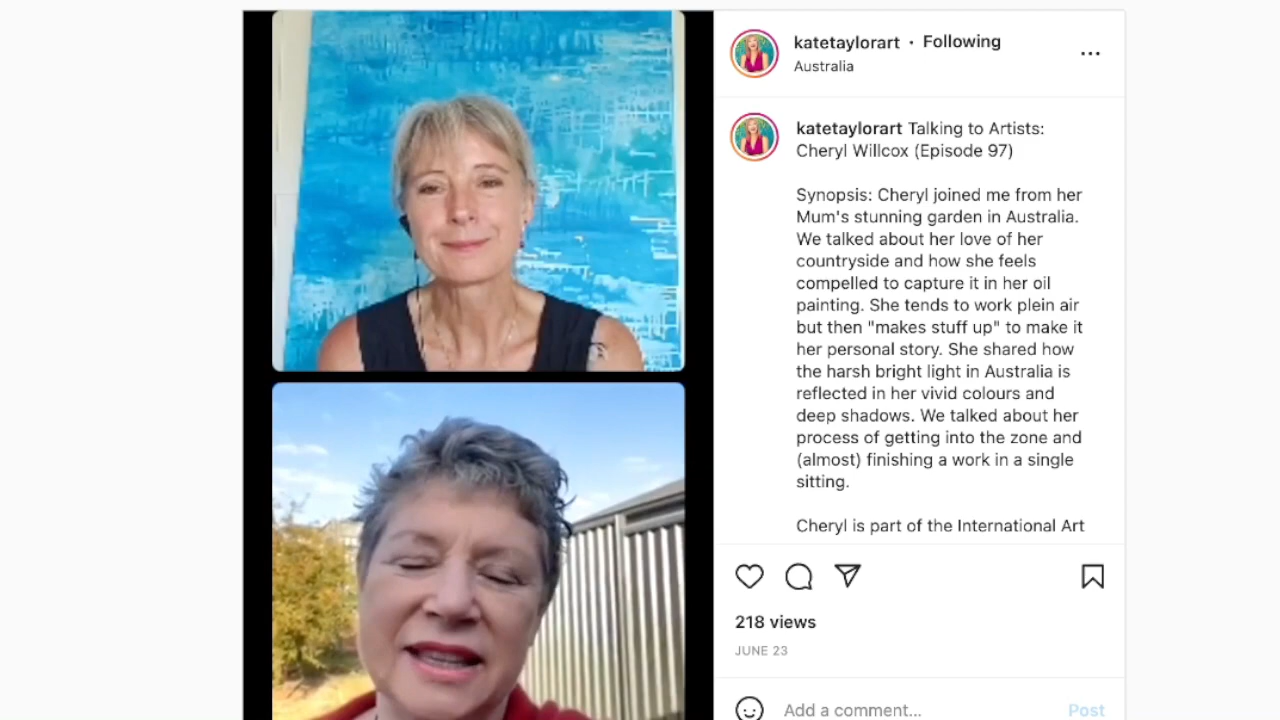 katetaylorart • Following
Australia
katetaylorart Talking to Artists:
Cheryl Willcox (Episode 97)
Synopsis: Cheryl joined me from her
Mum's stunning garden in Australia.
We talked about her love of her
countryside and how she feels
compelled to capture it in her oil
painting. She tends to work plein air
but then "makes stuff up" to make it
her personal story. She shared how
the harsh bright light in Australia is
reflected in her vivid colours and
deep shadows. We talked about her
process of getting into the zone and
(almost) finishing a work in a single
sitting.
Cheryl is part of the International Art
218 views
JUNE 23
Add a comment...
Post